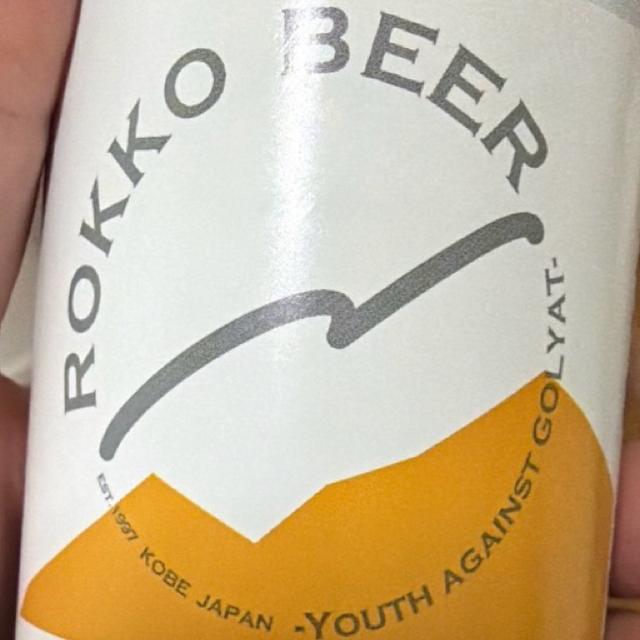 ROKKO BEER
EST. 1997 KOBE JAPAN -YOUTH AGAINST GOLYAT-